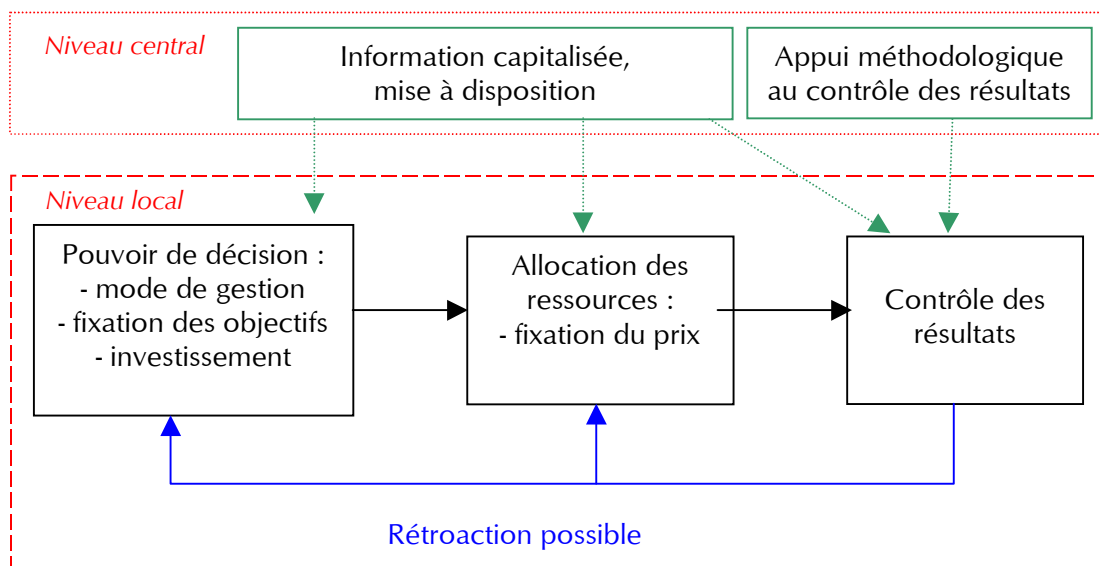 Niveau central
Information capitalisée,
mise à disposition
Appui méthodologique
au contrôle des résultats
Niveau local
Pouvoir de décision :
- mode de gestion
- fixation des objectifs
- investissement
Allocation des
ressources :
- fixation du prix
Contrôle des
résultats
Rétroaction possible